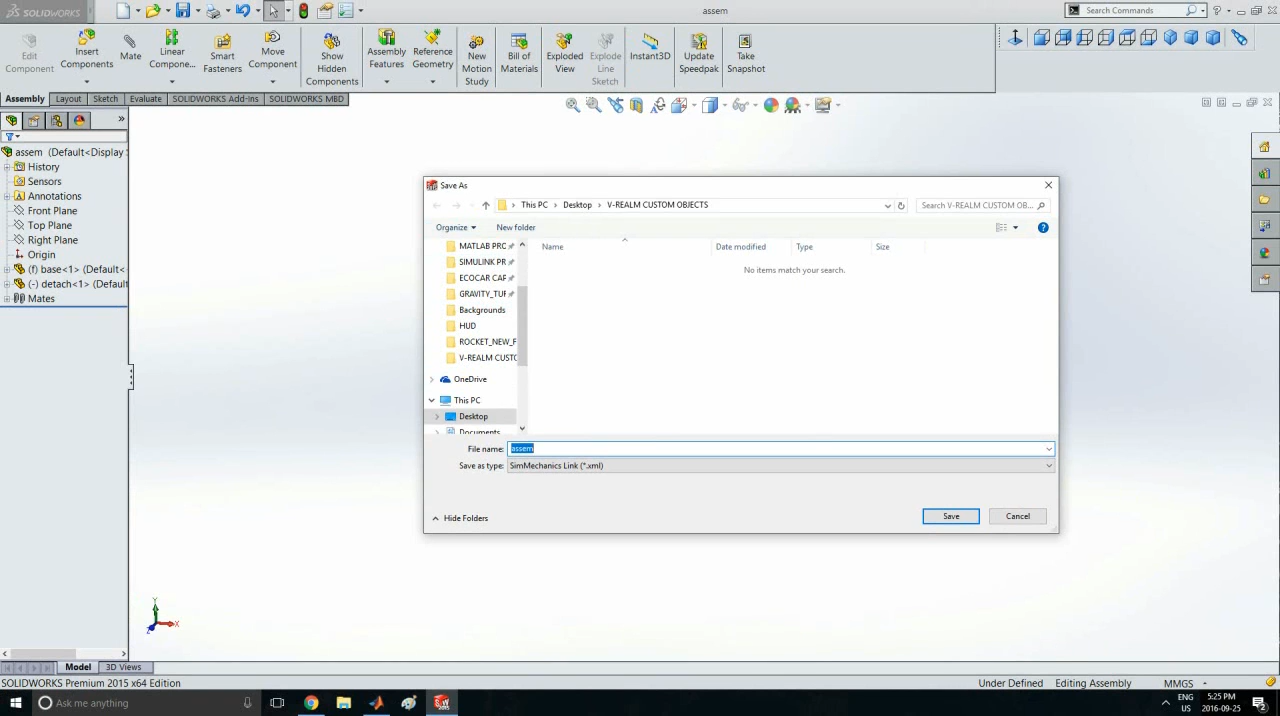 SOLIDWORKS
assem
Search Commands
Edit Component
Insert Components
Mate
Linear Compone...
Smart Fasteners
Move Component
Show Hidden Components
Assembly Features
Reference Geometry
New Motion Study
Bill of Materials
Exploded View
Explode Line Sketch
Instant3D
Update Speedpak
Take Snapshot
Assembly Layout Sketch Evaluate SOLIDWORKS Add-Ins SOLIDWORKS MBD
assem (Default<Display
History
Sensors
Annotations
Front Plane
Top Plane
Right Plane
Origin
(f) base<1> (Default<
(-) detach<1> (Defaul
Mates
Save As
This PC > Desktop > V-REALM CUSTOM OBJECTS
Search V-REALM CUSTOM OB...
Organize
New folder
Name Date modified Type Size
No items match your search.
MATLAB PRC
SIMULINK PR
ECOCAR CAF
GRAVITY_TUF
Backgrounds
HUD
ROCKET_NEW_F
V-REALM CUSTC
OneDrive
This PC
Desktop
Documents
File name: assem
Save as type: SimMechanics Link (*.xml)
Hide Folders
Save
Cancel
Y
X
Z
Model 3D Views
SOLIDWORKS Premium 2015 x64 Edition
Under Defined Editing Assembly MMGS
Ask me anything
ENG
US
5:25 PM
2016-09-25